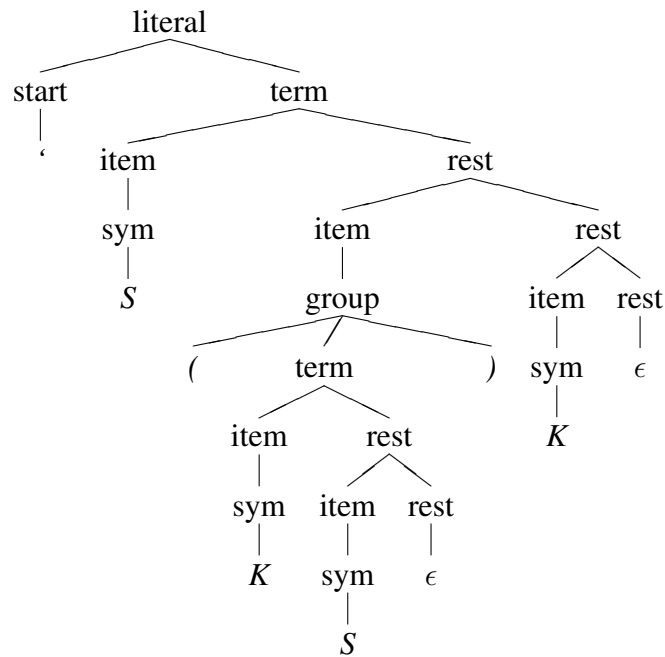 literal
start term
‘ item rest
sym item rest
S group item rest
( term ) sym ϵ
item rest K
sym item rest
K sym ϵ
S